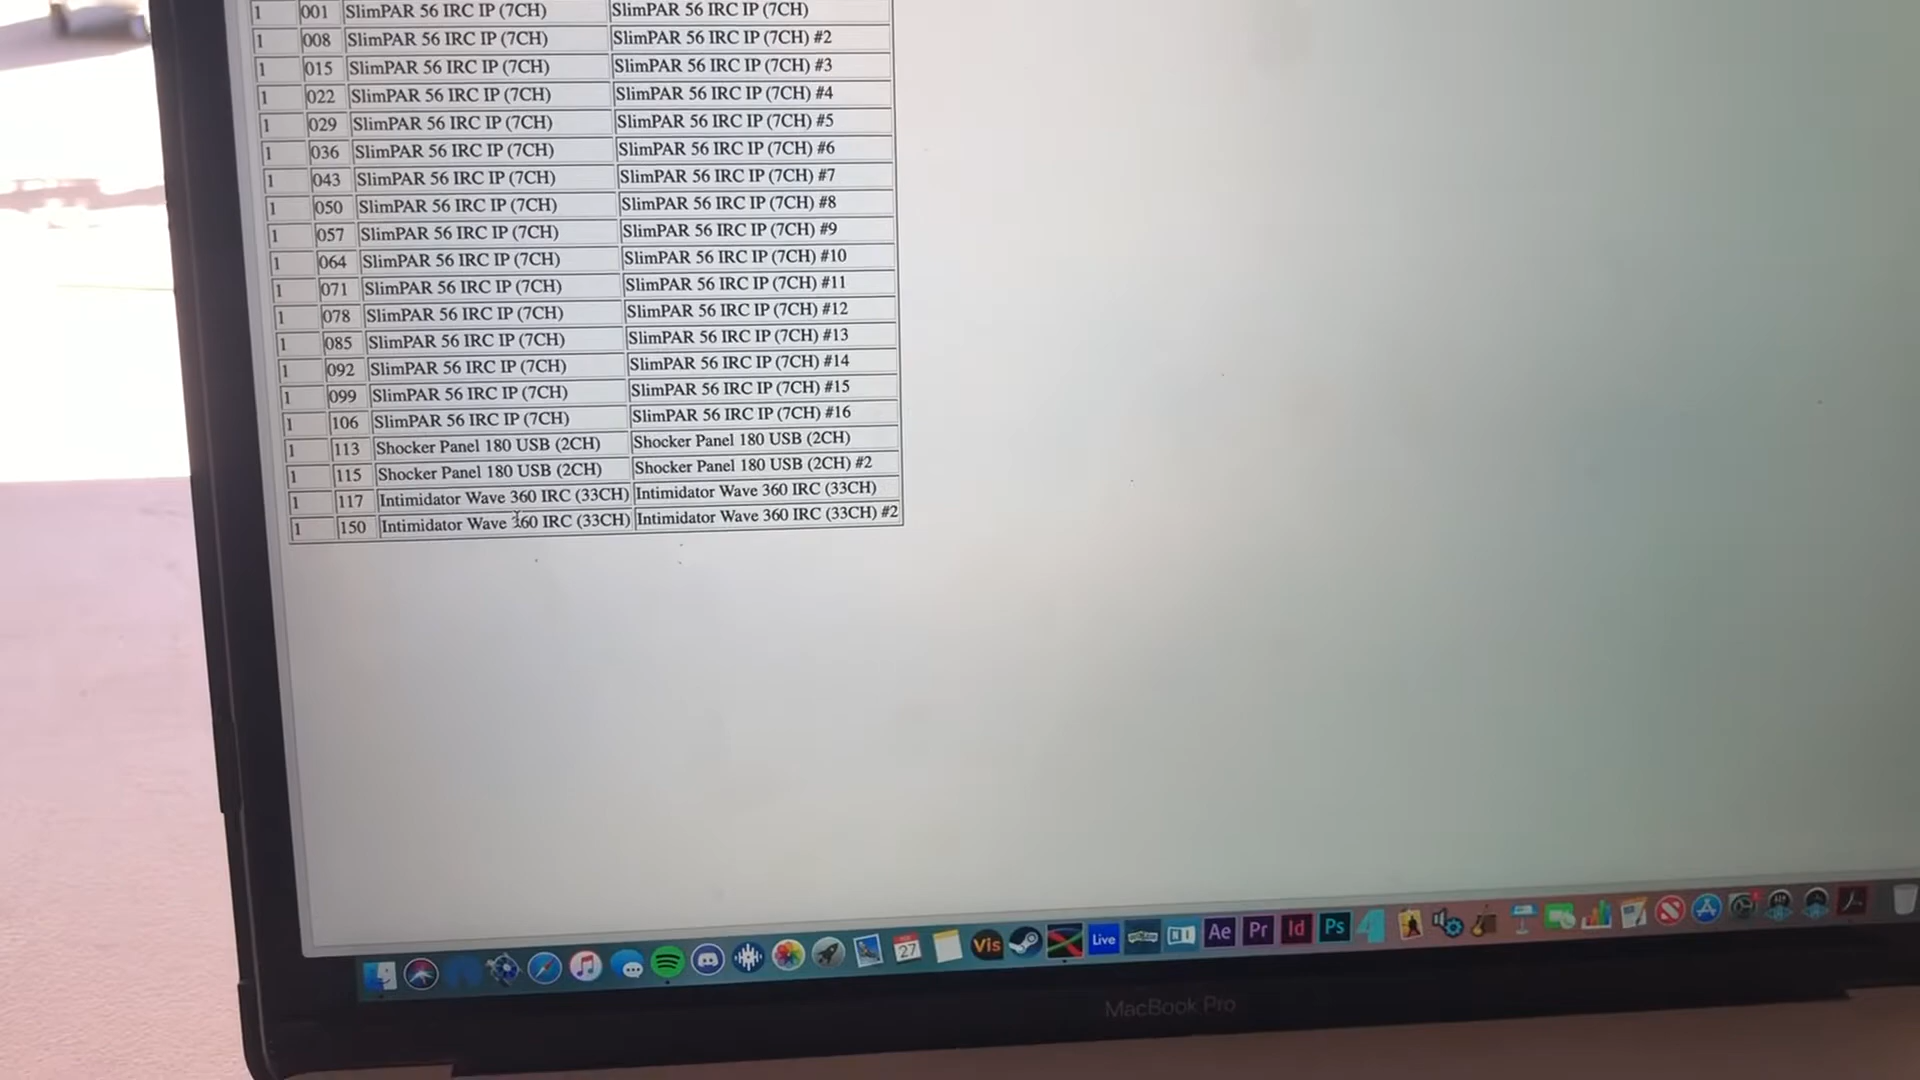 1 001 SlimPAR 56 IRC IP (7CH) SlimPAR 56 IRC IP (7CH)
1 008 SlimPAR 56 IRC IP (7CH) SlimPAR 56 IRC IP (7CH) #2
1 015 SlimPAR 56 IRC IP (7CH) SlimPAR 56 IRC IP (7CH) #3
1 022 SlimPAR 56 IRC IP (7CH) SlimPAR 56 IRC IP (7CH) #4
1 029 SlimPAR 56 IRC IP (7CH) SlimPAR 56 IRC IP (7CH) #5
1 036 SlimPAR 56 IRC IP (7CH) SlimPAR 56 IRC IP (7CH) #6
1 043 SlimPAR 56 IRC IP (7CH) SlimPAR 56 IRC IP (7CH) #7
1 050 SlimPAR 56 IRC IP (7CH) SlimPAR 56 IRC IP (7CH) #8
1 057 SlimPAR 56 IRC IP (7CH) SlimPAR 56 IRC IP (7CH) #9
1 064 SlimPAR 56 IRC IP (7CH) SlimPAR 56 IRC IP (7CH) #10
1 071 SlimPAR 56 IRC IP (7CH) SlimPAR 56 IRC IP (7CH) #11
1 078 SlimPAR 56 IRC IP (7CH) SlimPAR 56 IRC IP (7CH) #12
1 085 SlimPAR 56 IRC IP (7CH) SlimPAR 56 IRC IP (7CH) #13
1 092 SlimPAR 56 IRC IP (7CH) SlimPAR 56 IRC IP (7CH) #14
1 099 SlimPAR 56 IRC IP (7CH) SlimPAR 56 IRC IP (7CH) #15
1 106 SlimPAR 56 IRC IP (7CH) SlimPAR 56 IRC IP (7CH) #16
1 113 Shocker Panel 180 USB (2CH) Shocker Panel 180 USB (2CH)
1 115 Shocker Panel 180 USB (2CH) Shocker Panel 180 USB (2CH) #2
1 117 Intimidator Wave 360 IRC (33CH) Intimidator Wave 360 IRC (33CH)
1 150 Intimidator Wave 360 IRC (33CH) Intimidator Wave 360 IRC (33CH) #2
27 Vis Live Ae Pr Id Ps
MacBook Pro